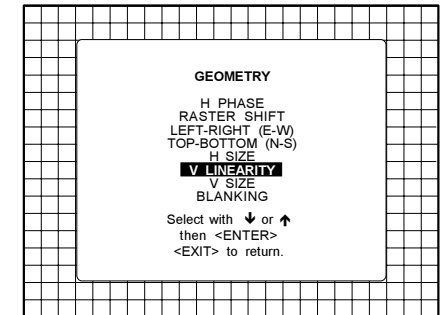 GEOMETRY
H PHASE
RASTER SHIFT
LEFT-RIGHT (E-W)
TOP-BOTTOM (N-S)
H SIZE
V LINEARITY
V SIZE
BLANKING
Select with ↓ or ↑
then <ENTER>
<EXIT> to return.